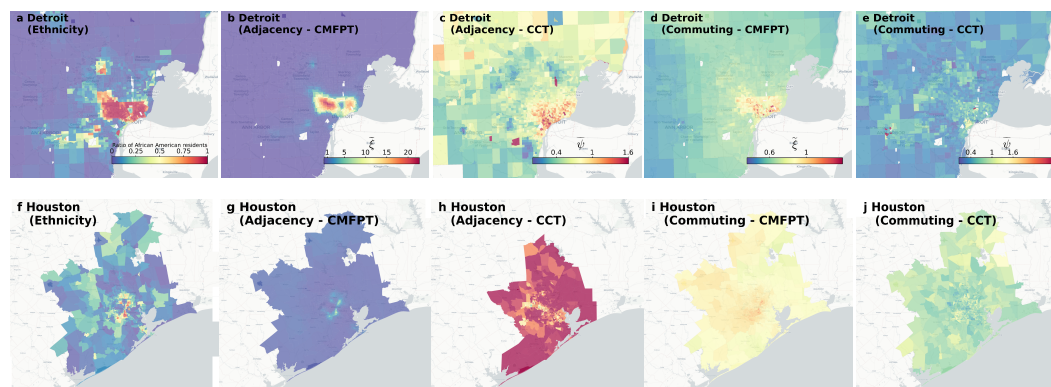 a Detroit
(Ethnicity)
Ratio of African American residents
0 0.25 0.5 0.75 1
b Detroit
(Adjacency - CMFPT)
ξ̃
1 5 10 15 20
c Detroit
(Adjacency - CCT)
ψ̃
0.4 1 1.6
d Detroit
(Commuting - CMFPT)
ξ̃
0.6 1
e Detroit
(Commuting - CCT)
ψ̃
0.4 1 1.6
f Houston
(Ethnicity)
g Houston
(Adjacency - CMFPT)
h Houston
(Adjacency - CCT)
i Houston
(Commuting - CMFPT)
j Houston
(Commuting - CCT)